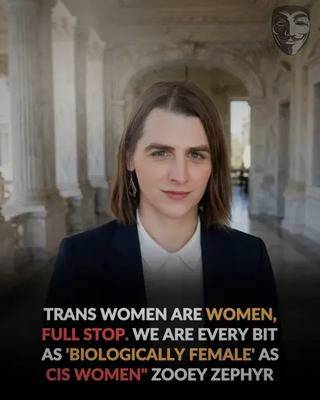 TRANS WOMEN ARE WOMEN,
FULL STOP. WE ARE EVERY BIT
AS 'BIOLOGICALLY FEMALE' AS
CIS WOMEN" ZOOEY ZEPHYR